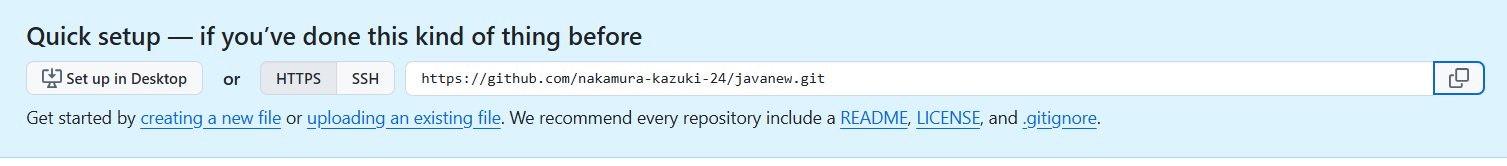 Quick setup — if you’ve done this kind of thing before
Set up in Desktop or HTTPS SSH https://github.com/nakamura-kazuki-24/javanew.git
Get started by creating a new file or uploading an existing file. We recommend every repository include a README, LICENSE, and .gitignore.